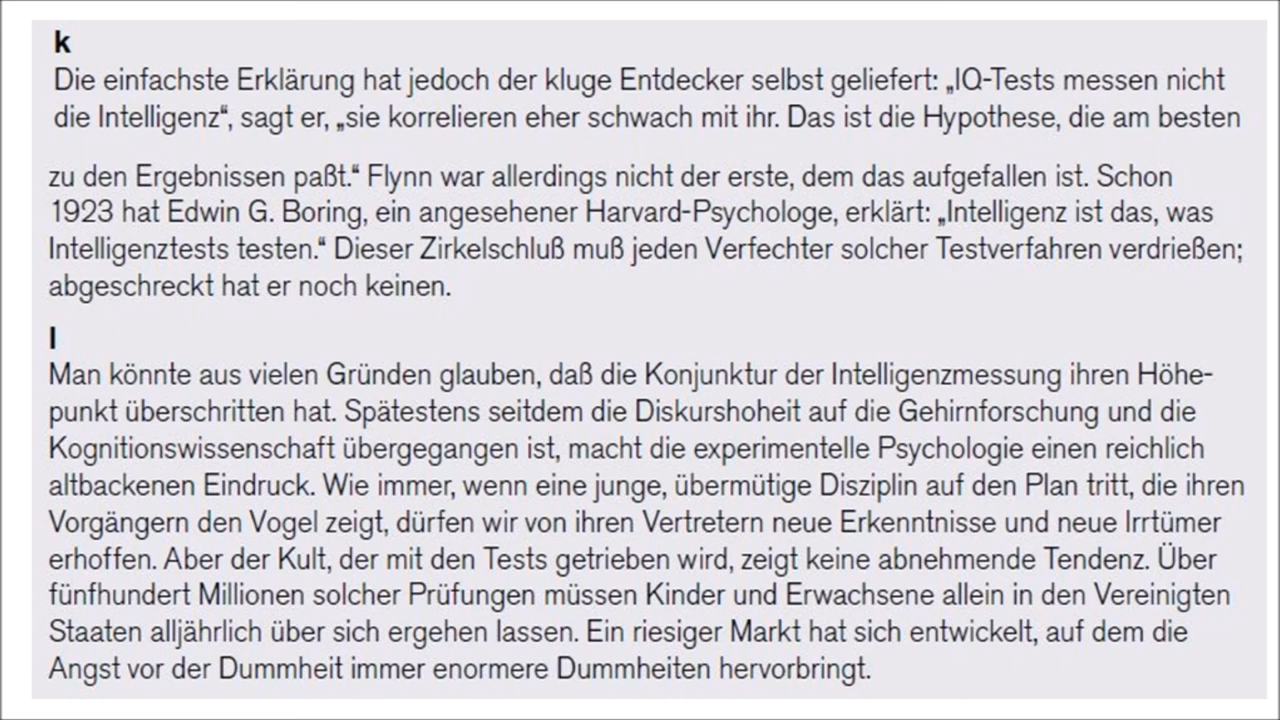 k
Die einfachste Erklärung hat jedoch der kluge Entdecker selbst geliefert: „IQ-Tests messen nicht
die Intelligenz“, sagt er, „sie korrelieren eher schwach mit ihr. Das ist die Hypothese, die am besten
zu den Ergebnissen paßt.“ Flynn war allerdings nicht der erste, dem das aufgefallen ist. Schon
1923 hat Edwin G. Boring, ein angesehener Harvard-Psychologe, erklärt: „Intelligenz ist das, was
Intelligenztests testen.“ Dieser Zirkelschluß muß jeden Verfechter solcher Testverfahren verdrießen;
abgeschreckt hat er noch keinen.
l
Man könnte aus vielen Gründen glauben, daß die Konjunktur der Intelligenzmessung ihren Höhe-
punkt überschritten hat. Spätestens seitdem die Diskurshoheit auf die Gehirnforschung und die
Kognitionswissenschaft übergegangen ist, macht die experimentelle Psychologie einen reichlich
altbackenen Eindruck. Wie immer, wenn eine junge, übermütige Disziplin auf den Plan tritt, die ihren
Vorgängern den Vogel zeigt, dürfen wir von ihren Vertretern neue Erkenntnisse und neue Irrtümer
erhoffen. Aber der Kult, der mit den Tests getrieben wird, zeigt keine abnehmende Tendenz. Über
fünfhundert Millionen solcher Prüfungen müssen Kinder und Erwachsene allein in den Vereinigten
Staaten alljährlich über sich ergehen lassen. Ein riesiger Markt hat sich entwickelt, auf dem die
Angst vor der Dummheit immer enormere Dummheiten hervorbringt.